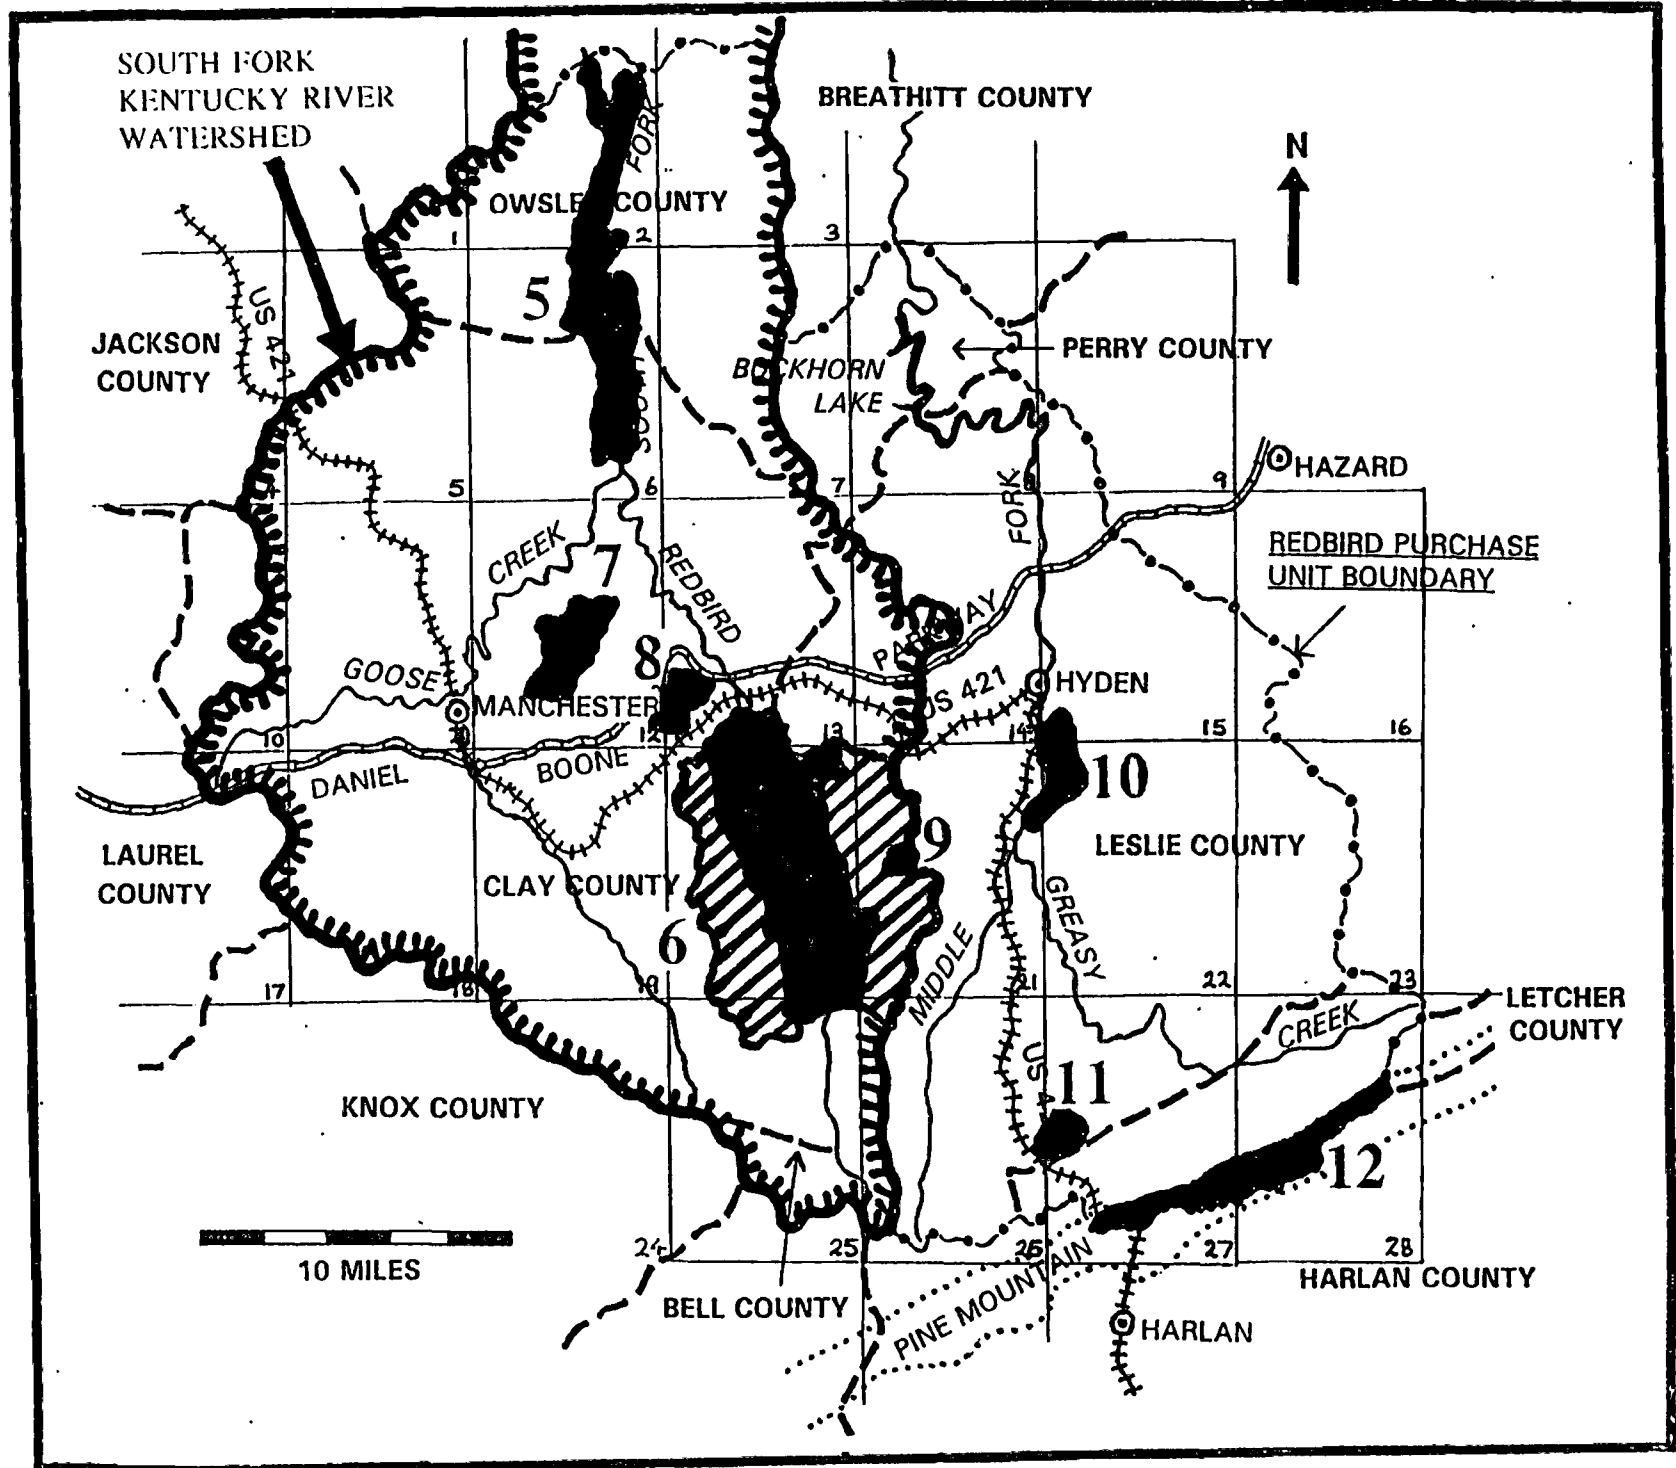 SOUTH FORK
KENTUCKY RIVER
WATERSHED
BREATHITT COUNTY
N
FORK
OWSLEY COUNTY
1
2
3
US 421
5
JACKSON
COUNTY
PERRY COUNTY
BUCKHORN
LAKE
SOUTH
HAZARD
5
6
7
8
9
FORK
CREEK
REDBIRD
REDBIRD PURCHASE
UNIT BOUNDARY
7
8
PARKWAY
GOOSE
US 421
HYDEN
MANCHESTER
10
12
13
14
15
16
DANIEL
BOONE
10
9
LAUREL
COUNTY
LESLIE COUNTY
CLAY COUNTY
GREASY
6
MIDDLE
17
18
19
21
22
23
LETCHER
COUNTY
CREEK
US 4
11
KNOX COUNTY
12
10 MILES
24
25
26
27
28
PINE MOUNTAIN
HARLAN COUNTY
BELL COUNTY
HARLAN